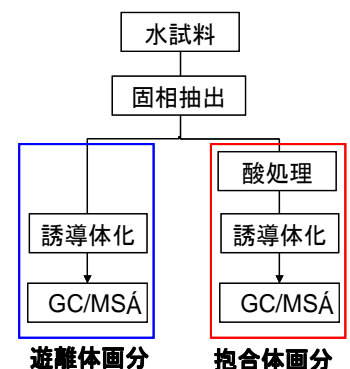 水試料
固相抽出
酸処理
誘導体化 誘導体化
GC/MSÁ GC/MSÁ
遊離体画分 抱合体画分